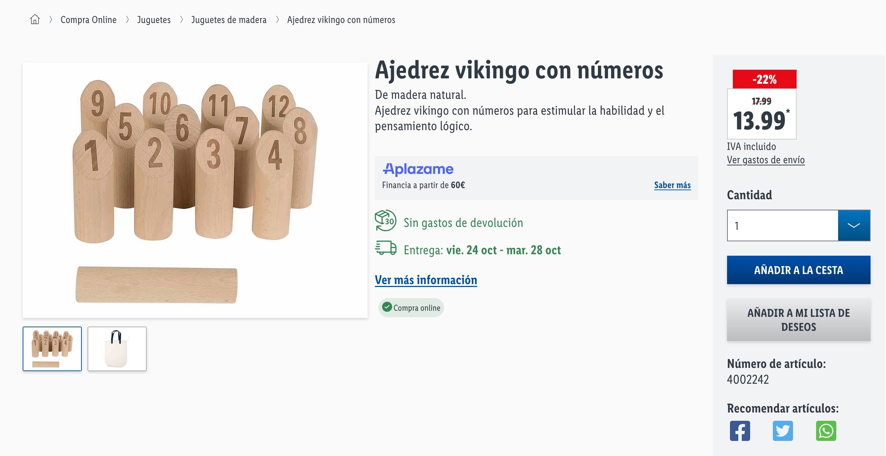 Compra Online > Juguetes > Juguetes de madera > Ajedrez vikingo con números
9 10 11 12
5 6 7 8
1 2 3 4
Ajedrez vikingo con números
De madera natural.
Ajedrez vikingo con números para estimular la habilidad y el
pensamiento lógico.
Aplazame
Financia a partir de 60€ Saber más
30 Sin gastos de devolución
Entrega: vie. 24 oct - mar. 28 oct
Ver más información
Compra online
-22%
17.99
13.99*
IVA incluido
Ver gastos de envío
Cantidad
1
AÑADIR A LA CESTA
AÑADIR A MI LISTA DE
DESEOS
Número de artículo:
4002242
Recomendar artículos: